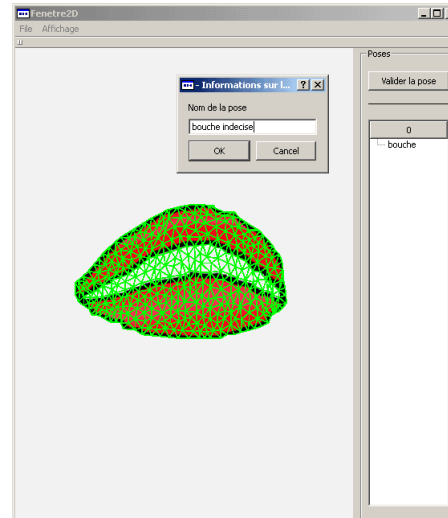 Fenetre2D
File Affichage
Poses
Valider la pose
- Informations sur l...
Nom de la pose
bouche indecise
OK Cancel
0
bouche